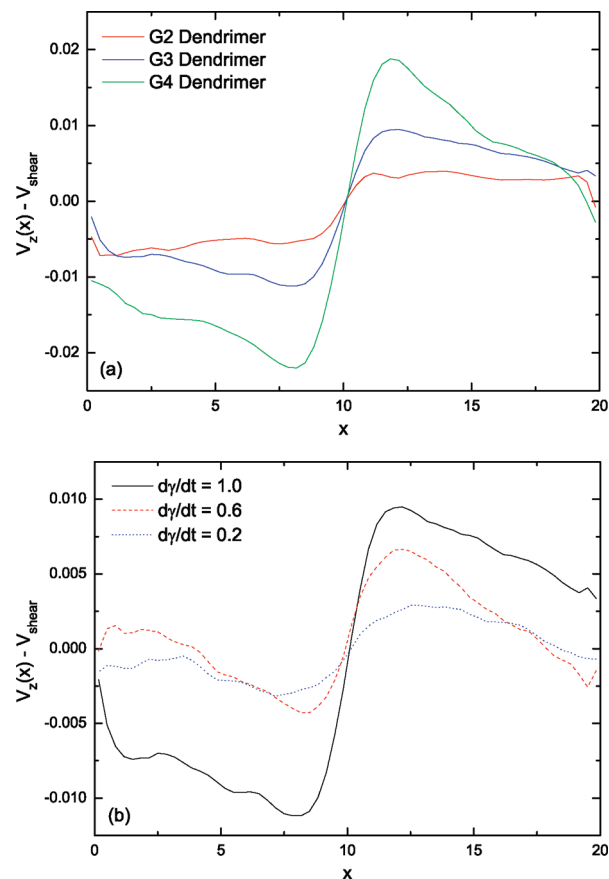 G2 Dendrimer
G3 Dendrimer
G4 Dendrimer
0.02
0.01
0.00
-0.01
-0.02
V_z(x) - V_shear
(a)
0 5 10 15 20
x
dγ/dt = 1.0
dγ/dt = 0.6
dγ/dt = 0.2
0.010
0.005
0.000
-0.005
-0.010
V_z(x) - V_shear
(b)
0 5 10 15 20
x